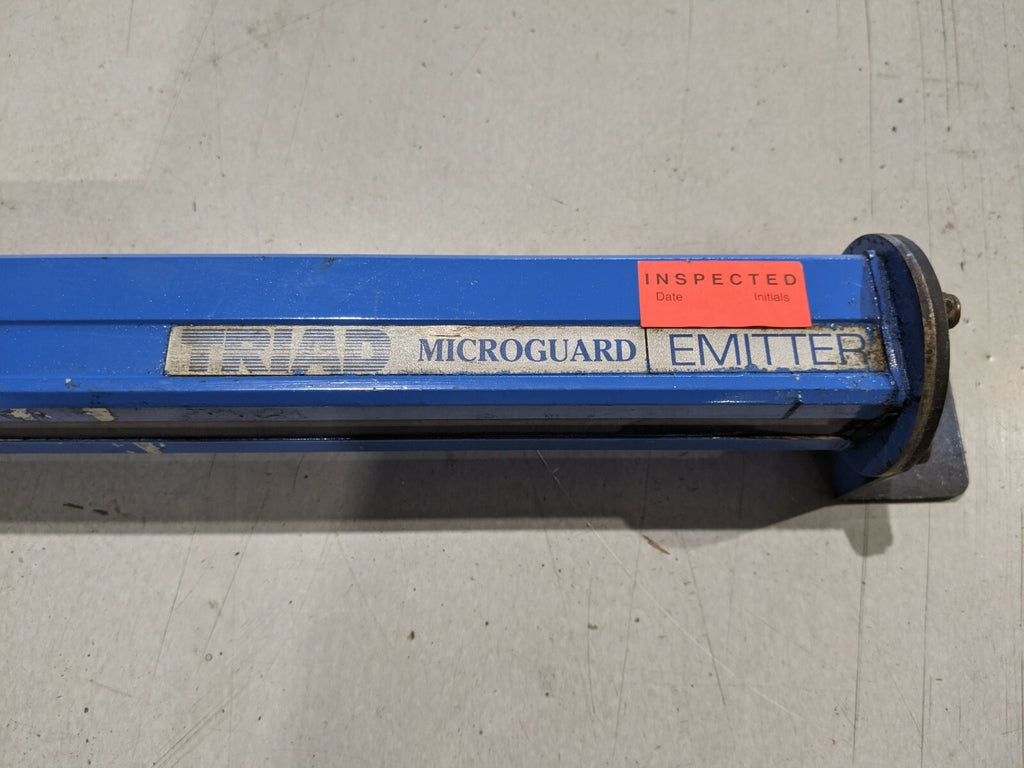 INSPECTED
Date Initials
TRIAD MICROGUARD EMITTER